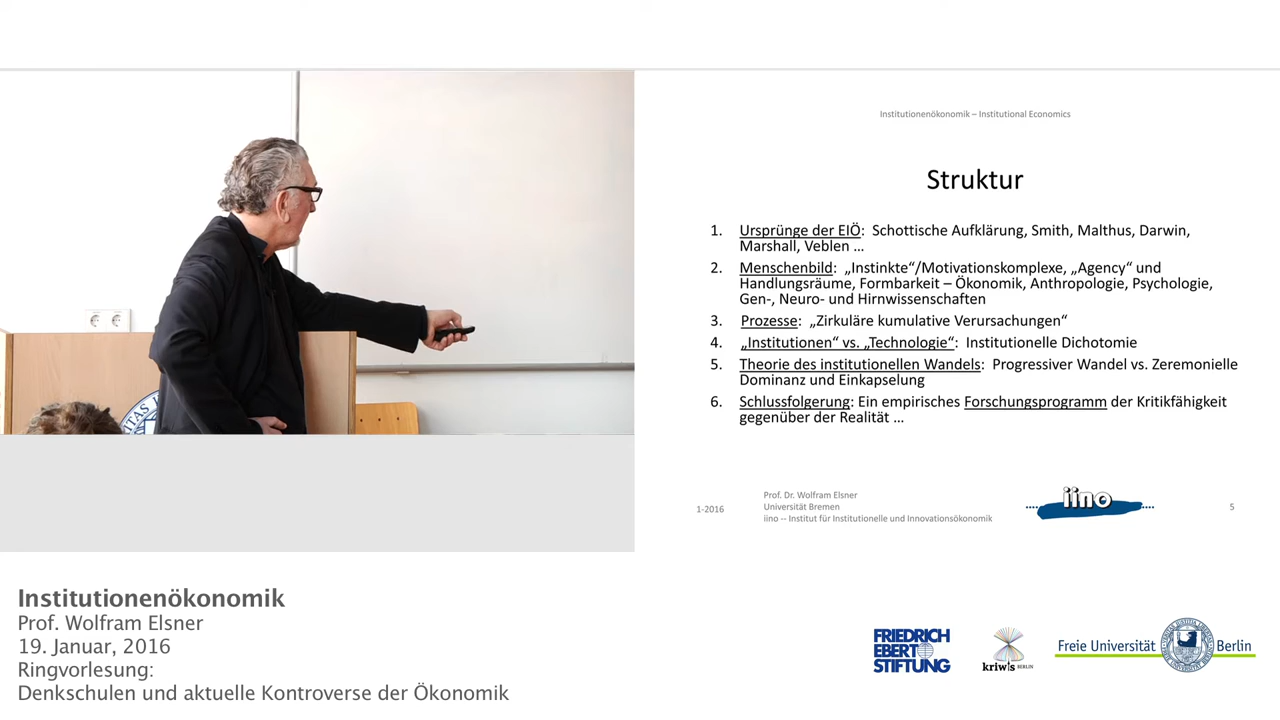 Institutionenökonomik – Institutional Economics
Struktur
1. Ursprünge der EIÖ: Schottische Aufklärung, Smith, Malthus, Darwin,
Marshall, Veblen ...
2. Menschenbild: „Instinkte“/Motivationskomplexe, „Agency“ und
Handlungsräume, Formbarkeit – Ökonomik, Anthropologie, Psychologie,
Gen-, Neuro- und Hirnwissenschaften
3. Prozesse: „Zirkuläre kumulative Verursachungen“
4. „Institutionen“ vs. „Technologie“: Institutionelle Dichotomie
5. Theorie des institutionellen Wandels: Progressiver Wandel vs. Zeremonielle
Dominanz und Einkapselung
6. Schlussfolgerung: Ein empirisches Forschungsprogramm der Kritikfähigkeit
gegenüber der Realität ...
1-2016
Prof. Dr. Wolfram Elsner
Universität Bremen
iino -- Institut für Institutionelle und Innovationsökonomik
iino
5
Institutionenökonomik
Prof. Wolfram Elsner
19. Januar, 2016
Ringvorlesung:
Denkschulen und aktuelle Kontroverse der Ökonomik
FRIEDRICH
EBERT
STIFTUNG
kriwis BERLIN
Freie Universität Berlin